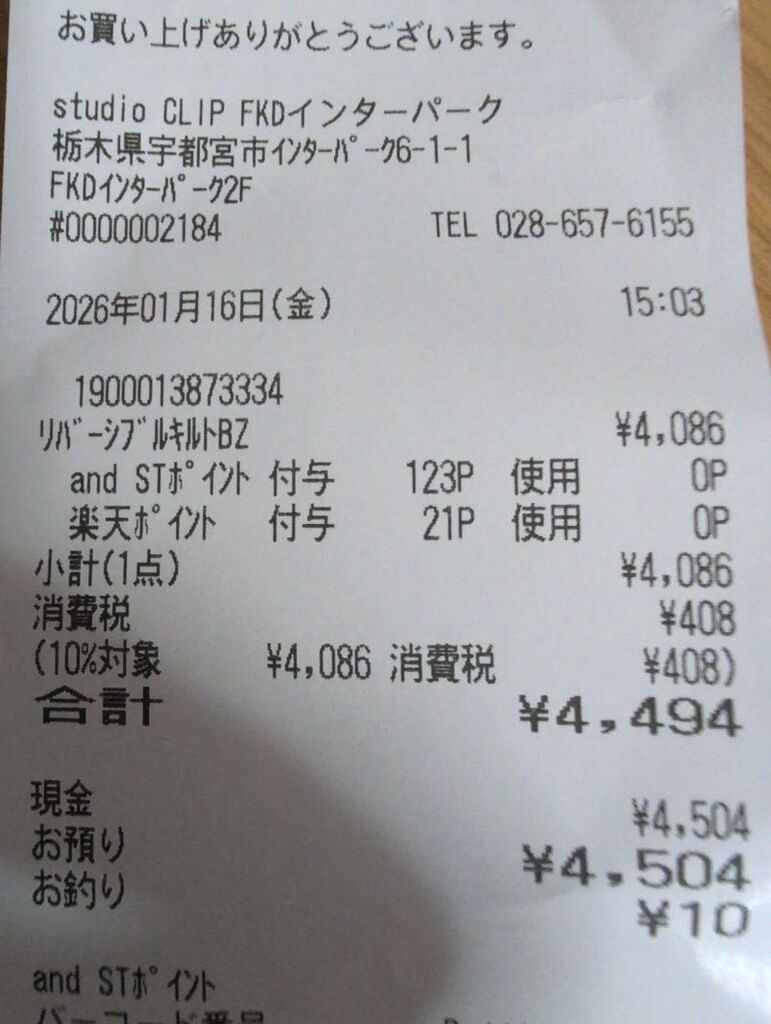 お買い上げありがとうございます。
studio CLIP FKDインターパーク
栃木県宇都宮市ｲﾝﾀｰﾊﾟｰｸ6-1-1
FKDｲﾝﾀｰﾊﾟｰｸ2F
#0000002184 TEL 028-657-6155
2026年01月16日(金) 15:03
1900013873334
ﾘﾊﾞｰｼﾌﾞﾙｷﾙﾄBZ ¥4,086
and STﾎﾟｲﾝﾄ 付与 123P 使用 0P
楽天ﾎﾟｲﾝﾄ 付与 21P 使用 0P
小計(1点) ¥4,086
消費税 ¥408
(10%対象 ¥4,086 消費税 ¥408)
合計 ¥4,494
現金 ¥4,504
お預り ¥4,504
お釣り ¥10
and STﾎﾟｲﾝﾄ
バーコード番号